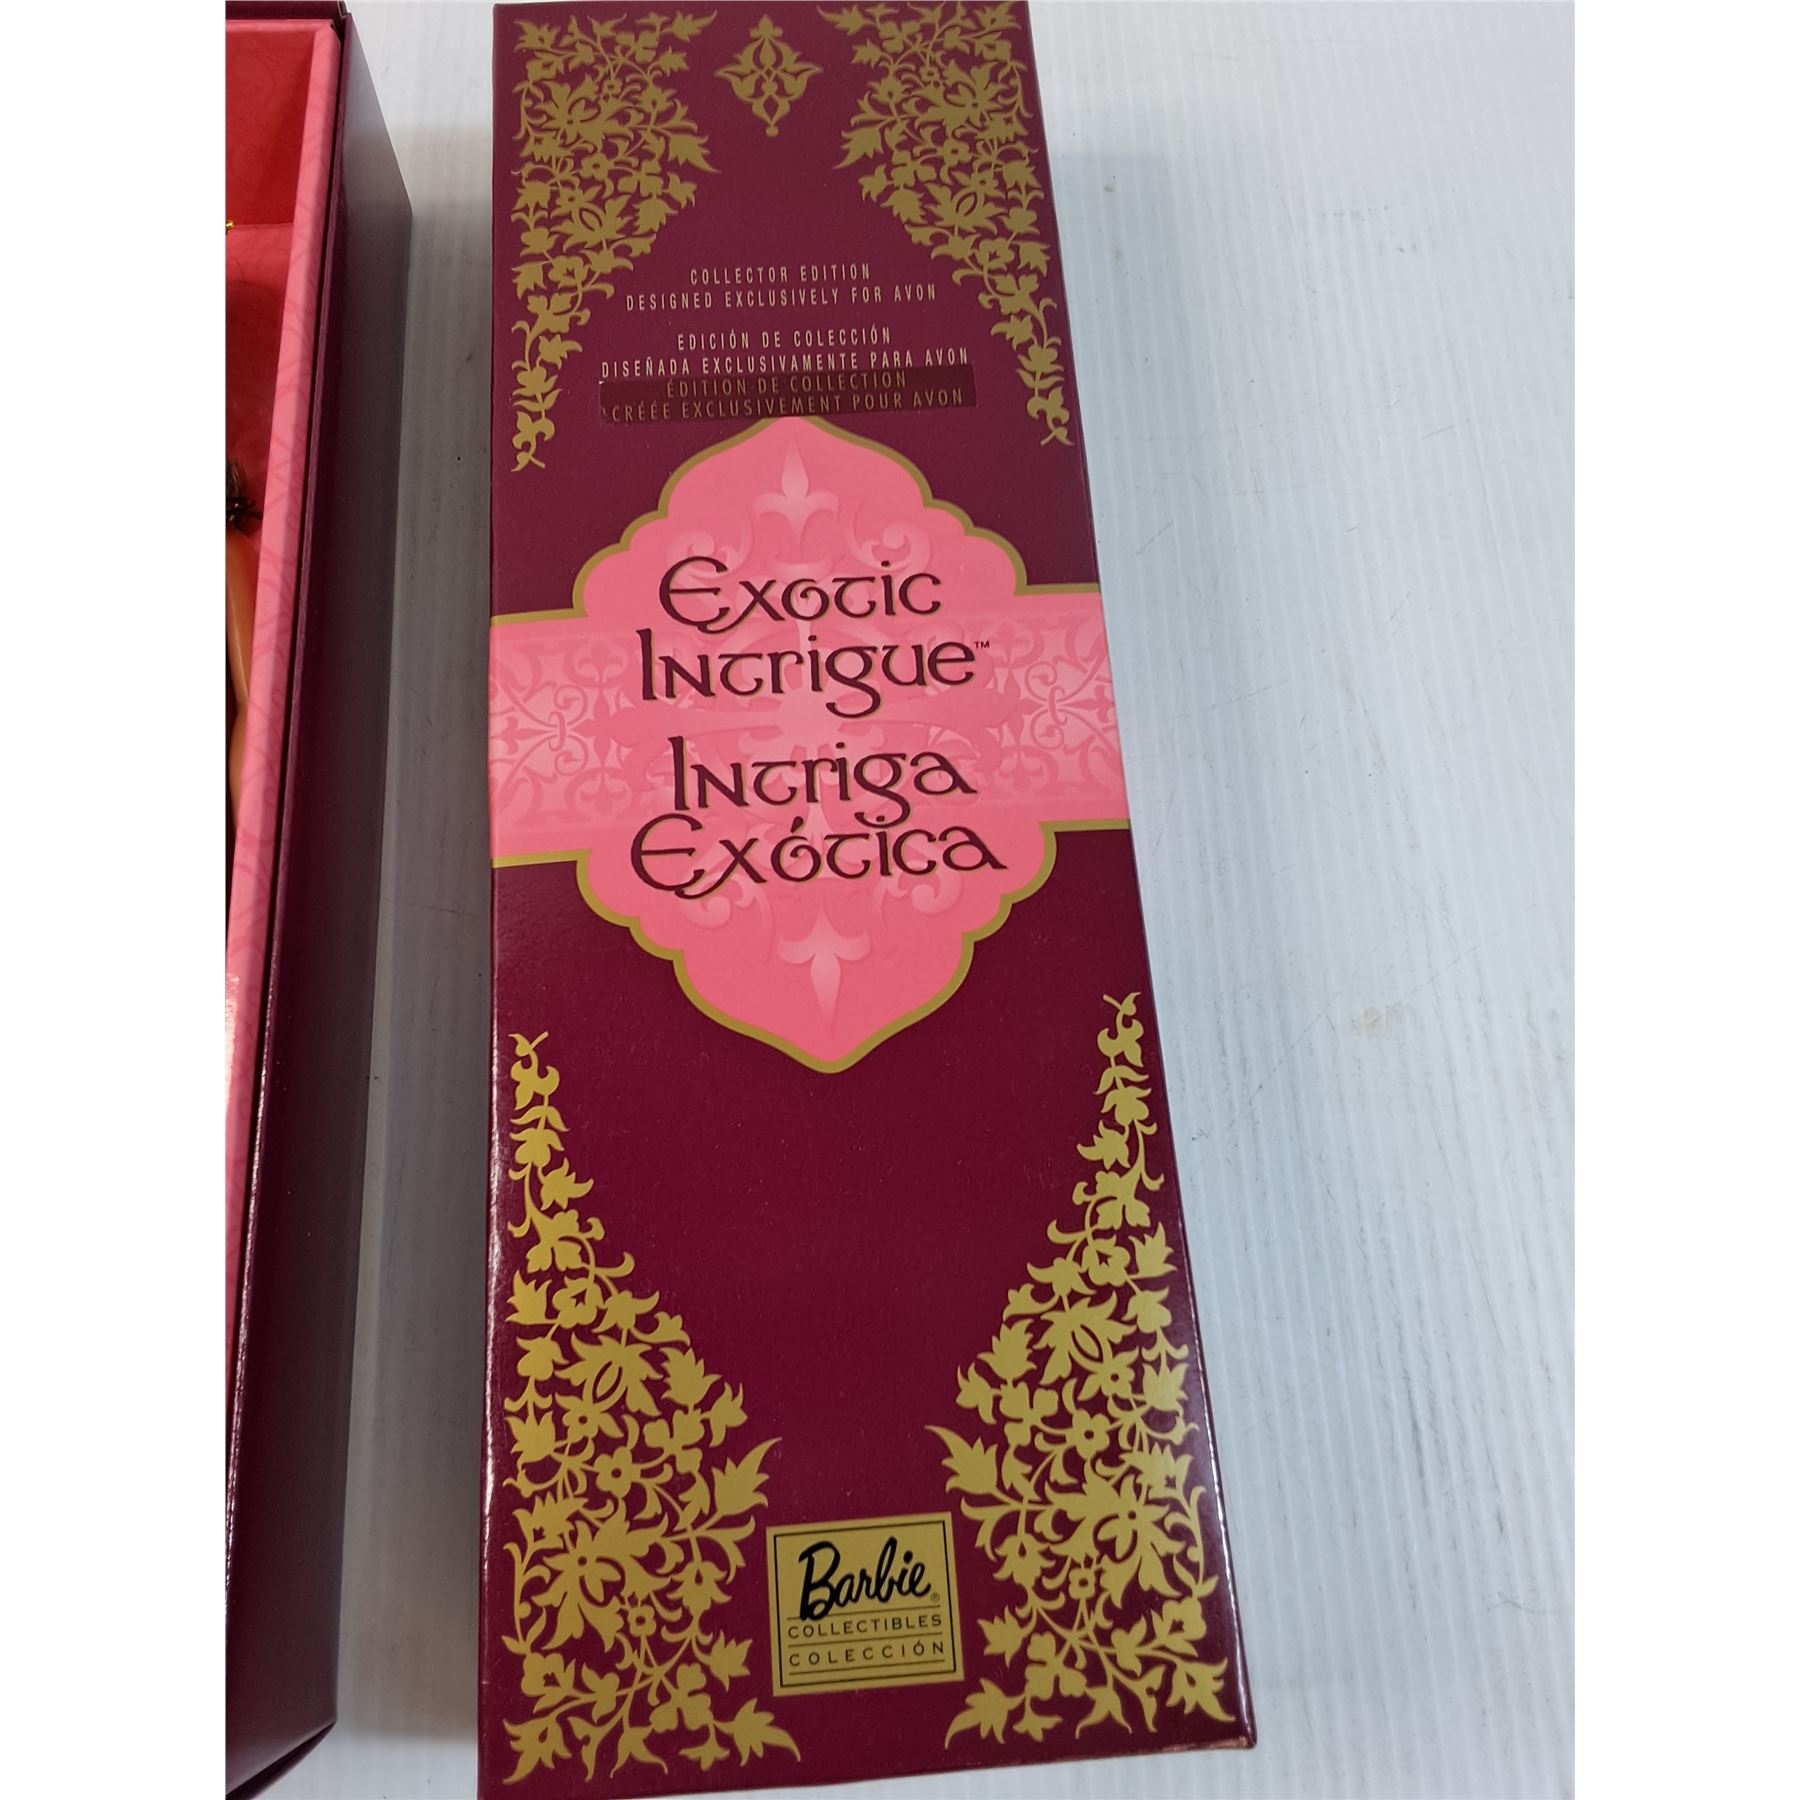 COLLECTOR EDITION
DESIGNED EXCLUSIVELY FOR AVON
EDICIÓN DE COLECCIÓN
DISEÑADA EXCLUSIVAMENTE PARA AVON
ÉDITION DE COLLECTION
CRÉÉE EXCLUSIVEMENT POUR AVON
Exotic
Intrigue™
Intriga
Exótica
Barbie®
COLLECTIBLES
COLECCIÓN